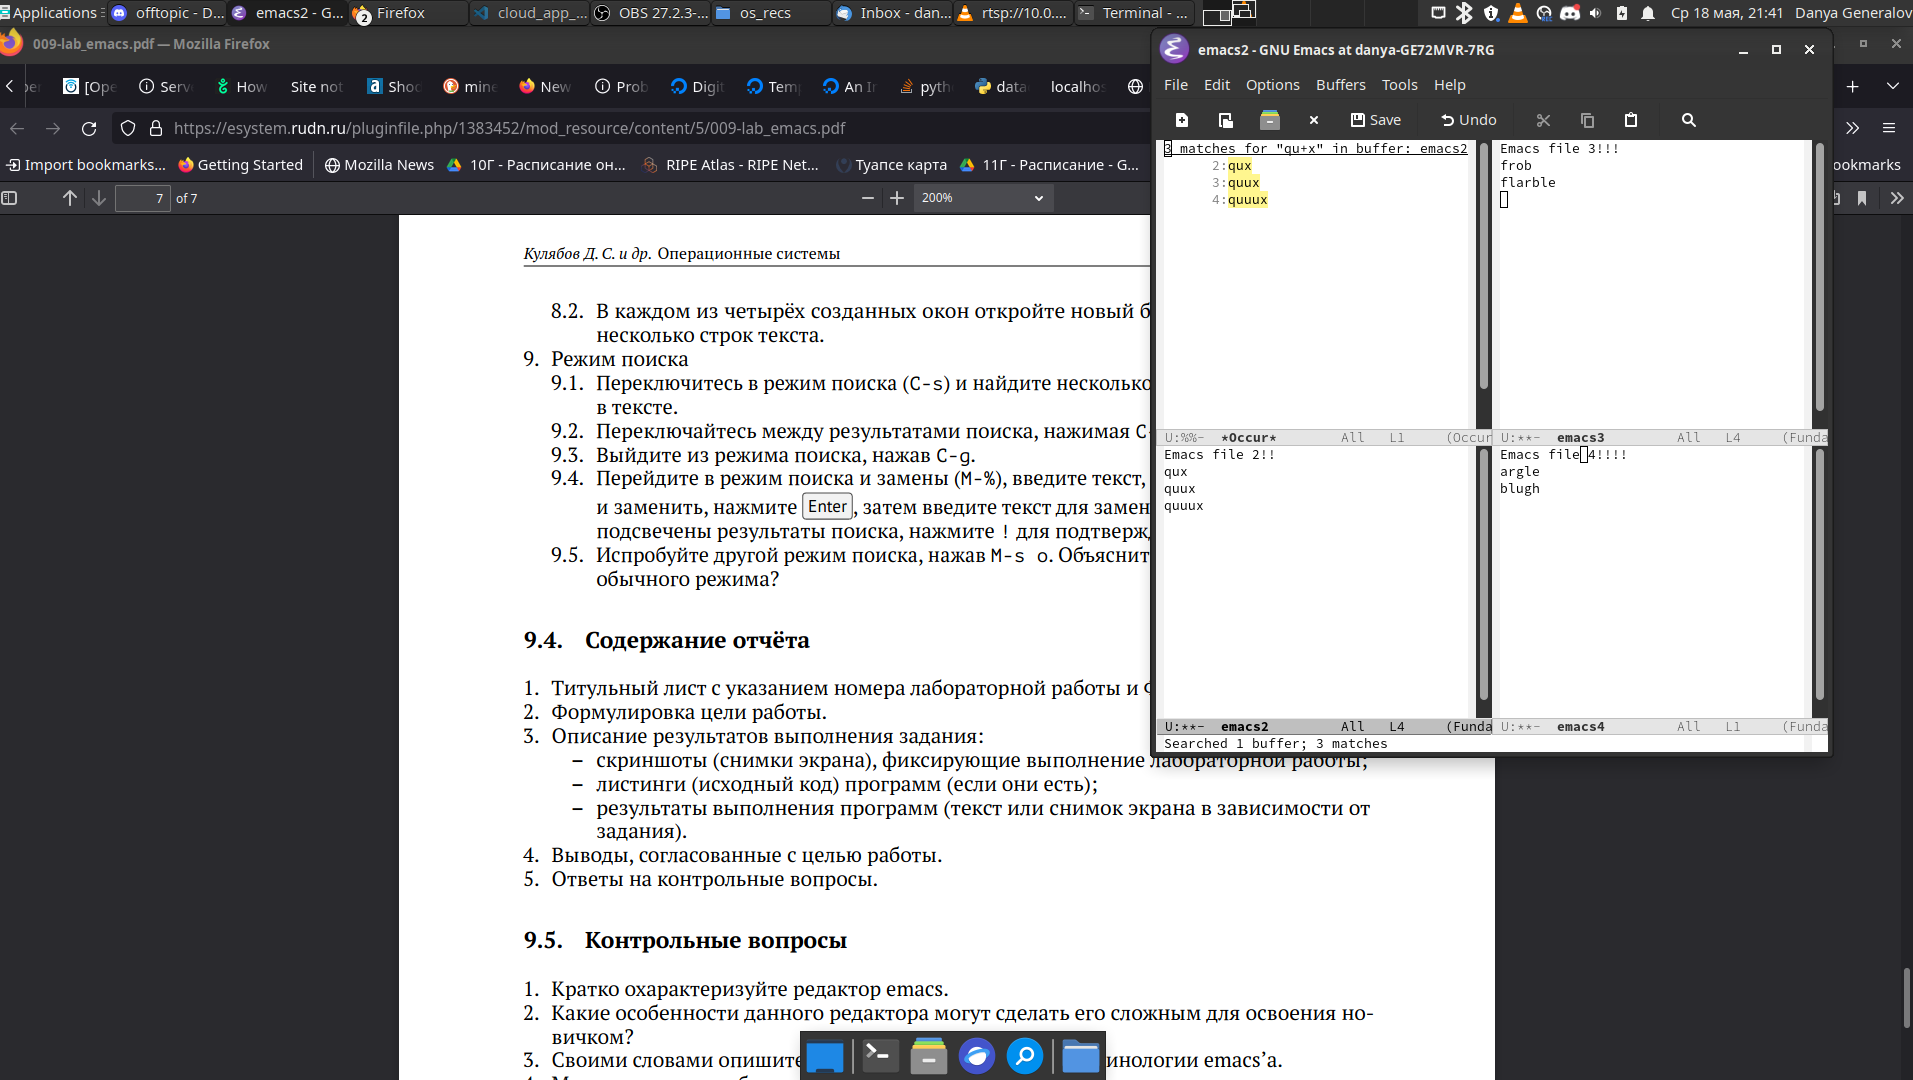 Applications
offtopic - D...
emacs2 - G...
2
Firefox
cloud_app_...
OBS 27.2.3-...
os_recs
Inbox - dan...
rtsp://10.0....
Terminal - ...
Ср 18 мая, 21:41
Danya Generalov
009-lab_emacs.pdf — Mozilla Firefox
[Ope
Serv
How
Site not
Shod
mine
New
Prob
Digit
Temp
An In
pyth
data
localhos
https://esystem.rudn.ru/pluginfile.php/1383452/mod_resource/content/5/009-lab_emacs.pdf
Import bookmarks...
Getting Started
Mozilla News
10Г - Расписание он...
RIPE Atlas - RIPE Net...
Туапсе карта
11Г - Расписание - G...
ookmarks
7
of 7
200%
Кулябов Д. С. и др. Операционные системы
8.2. В каждом из четырёх созданных окон откройте новый б
несколько строк текста.
9. Режим поиска
9.1. Переключитесь в режим поиска (C-s) и найдите несколько
в тексте.
9.2. Переключайтесь между результатами поиска, нажимая C-
9.3. Выйдите из режима поиска, нажав C-g.
9.4. Перейдите в режим поиска и замены (M-%), введите текст,
и заменить, нажмите Enter, затем введите текст для замен
подсвечены результаты поиска, нажмите ! для подтверж
9.5. Испробуйте другой режим поиска, нажав M-s o. Объяснит
обычного режима?
9.4. Содержание отчёта
1. Титульный лист с указанием номера лабораторной работы и Ф
2. Формулировка цели работы.
3. Описание результатов выполнения задания:
– скриншоты (снимки экрана), фиксирующие выполнение лабораторной работы;
– листинги (исходный код) программ (если они есть);
– результаты выполнения программ (текст или снимок экрана в зависимости от
задания).
4. Выводы, согласованные с целью работы.
5. Ответы на контрольные вопросы.
9.5. Контрольные вопросы
1. Кратко охарактеризуйте редактор emacs.
2. Какие особенности данного редактора могут сделать его сложным для освоения но-
вичком?
3. Своими словами опишите
инологии emacs’а.
emacs2 - GNU Emacs at danya-GE72MVR-7RG
File Edit Options Buffers Tools Help
Save
Undo
3 matches for "qu+x" in buffer: emacs2
2:qux
3:quux
4:quuux
U:%%- *Occur* All L1 (Occur
Emacs file 3!!!
frob
flarble
U:**- emacs3 All L4 (Funda
Emacs file 2!!
qux
quux
quuux
U:**- emacs2 All L4 (Funda
Emacs file 4!!!!
argle
blugh
U:**- emacs4 All L1 (Funda
Searched 1 buffer; 3 matches